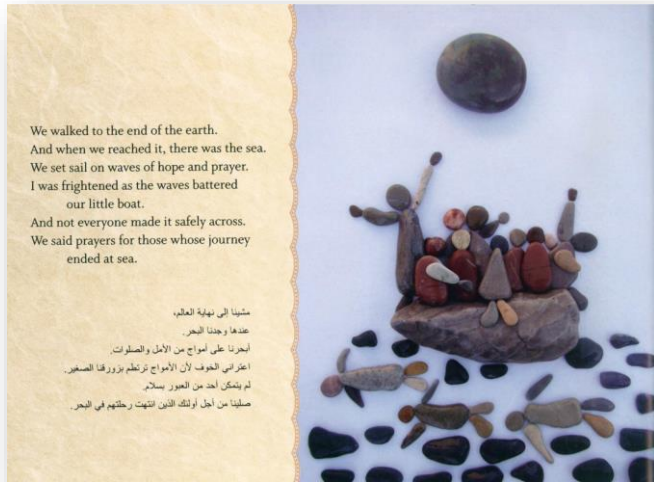 We walked to the end of the earth.
And when we reached it, there was the sea.
We set sail on waves of hope and prayer.
I was frightened as the waves battered
our little boat.
And not everyone made it safely across.
We said prayers for those whose journey
ended at sea.
مشينا إلى نهاية العالم،
عندها وجدنا البحر.
أبحرنا على أمواج من الأمل والصلوات.
اعتراني الخوف لأن الأمواج ترتطم بزورقنا الصغير.
لم يتمكن أحد من العبور بسلام.
صلينا من أجل أولئك الذين انتهت رحلتهم في البحر.